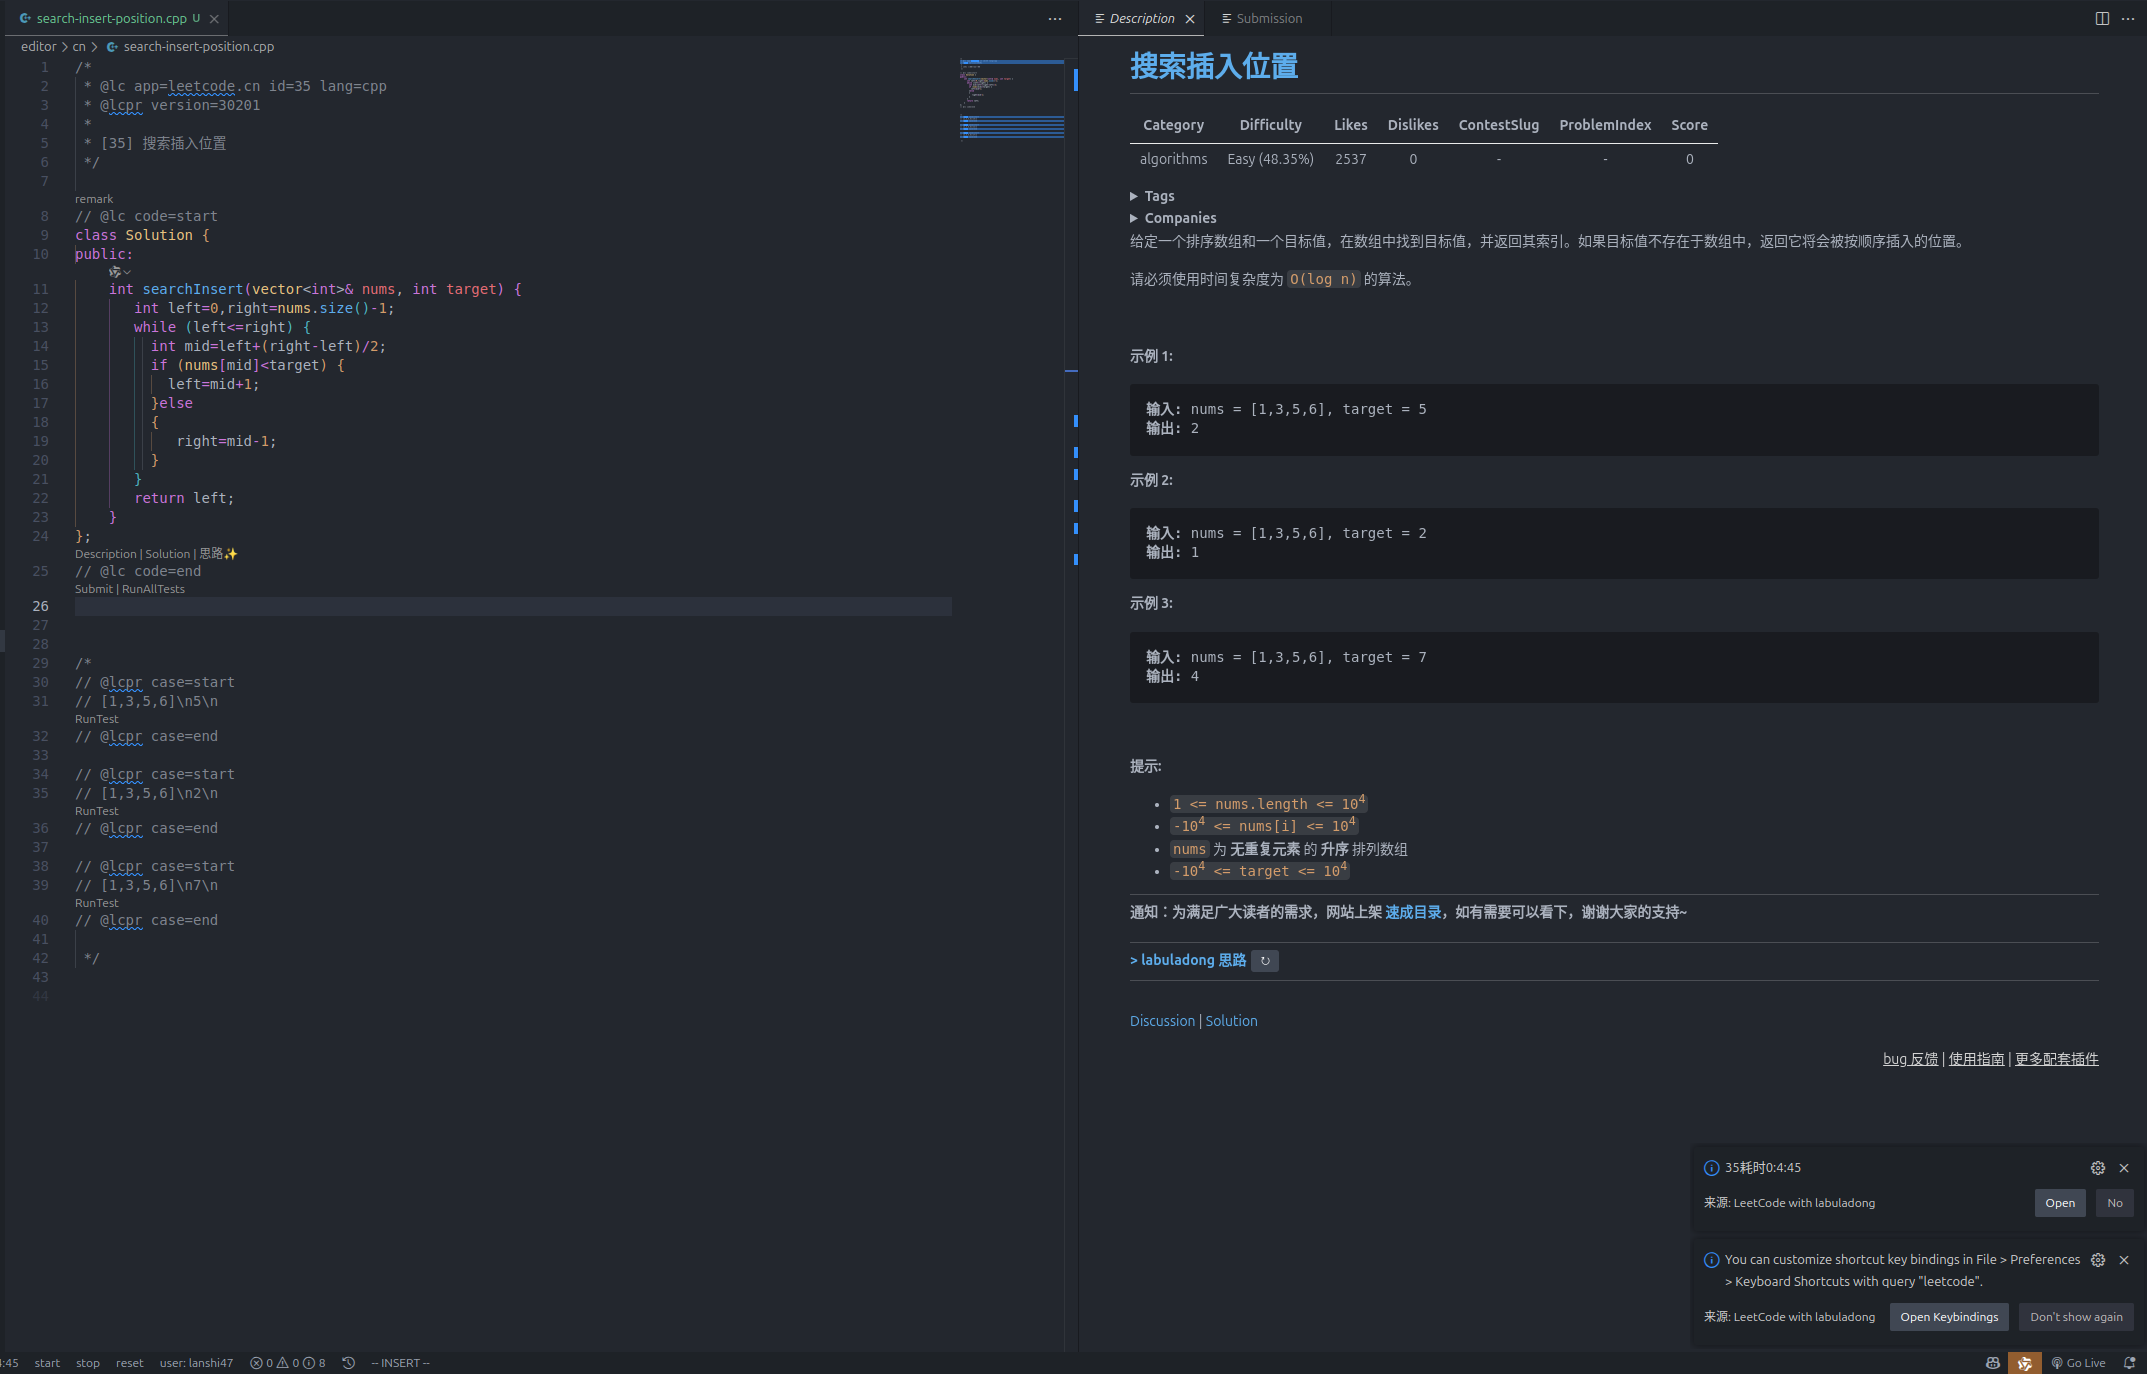 search-insert-position.cpp U
editor > cn > search-insert-position.cpp
1 /*
2  * @lc app=leetcode.cn id=35 lang=cpp
3  * @lcpr version=30201
4  *
5  * [35] 搜索插入位置
6  */
7
remark
8 // @lc code=start
9 class Solution {
10 public:
11     int searchInsert(vector<int>& nums, int target) {
12        int left=0,right=nums.size()-1;
13        while (left<=right) {
14          int mid=left+(right-left)/2;
15          if (nums[mid]<target) {
16            left=mid+1;
17          }else
18          {
19             right=mid-1;
20          }
21        }
22        return left;
23     }
24 };
Description | Solution | 思路✨
25 // @lc code=end
Submit | RunAllTests
26
27
28
29 /*
30 // @lcpr case=start
31 // [1,3,5,6]\n5\n
RunTest
32 // @lcpr case=end
33
34 // @lcpr case=start
35 // [1,3,5,6]\n2\n
RunTest
36 // @lcpr case=end
37
38 // @lcpr case=start
39 // [1,3,5,6]\n7\n
RunTest
40 // @lcpr case=end
41
42  */
43
44
Description Submission
搜索插入位置
Category Difficulty Likes Dislikes ContestSlug ProblemIndex Score
algorithms Easy (48.35%) 2537 0 - - 0
Tags
Companies
给定一个排序数组和一个目标值，在数组中找到目标值，并返回其索引。如果目标值不存在于数组中，返回它将会被按顺序插入的位置。
请必须使用时间复杂度为 O(log n) 的算法。
示例 1:
输入: nums = [1,3,5,6], target = 5
输出: 2
示例 2:
输入: nums = [1,3,5,6], target = 2
输出: 1
示例 3:
输入: nums = [1,3,5,6], target = 7
输出: 4
提示:
• 1 <= nums.length <= 10⁴
• -10⁴ <= nums[i] <= 10⁴
• nums 为 无重复元素 的 升序 排列数组
• -10⁴ <= target <= 10⁴
通知：为满足广大读者的需求，网站上架 速成目录，如有需要可以看下，谢谢大家的支持~
> labuladong 思路
Discussion | Solution
bug 反馈 | 使用指南 | 更多配套插件
35耗时0:4:45
来源: LeetCode with labuladong Open No
You can customize shortcut key bindings in File > Preferences
> Keyboard Shortcuts with query "leetcode".
来源: LeetCode with labuladong Open Keybindings Don't show again
:45 start stop reset user: lanshi47 0 0 8 -- INSERT -- Go Live